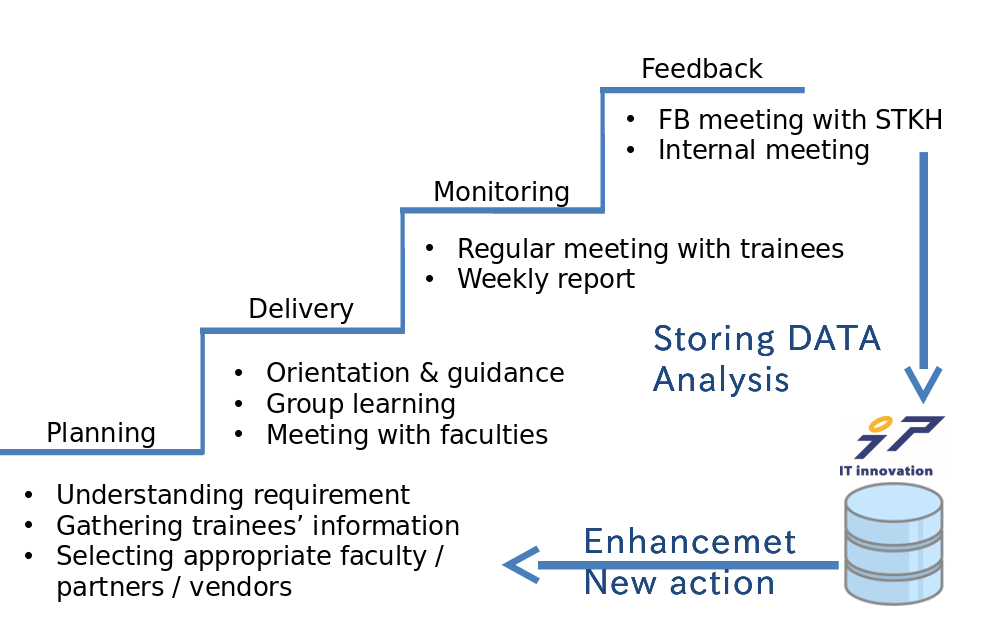 Feedback
• FB meeting with STKH
• Internal meeting
Monitoring
• Regular meeting with trainees
• Weekly report
Delivery
• Orientation & guidance
• Group learning
• Meeting with faculties
Planning
• Understanding requirement
• Gathering trainees’ information
• Selecting appropriate faculty /
partners / vendors
Storing DATA
Analysis
IT innovation
Enhancemet
New action